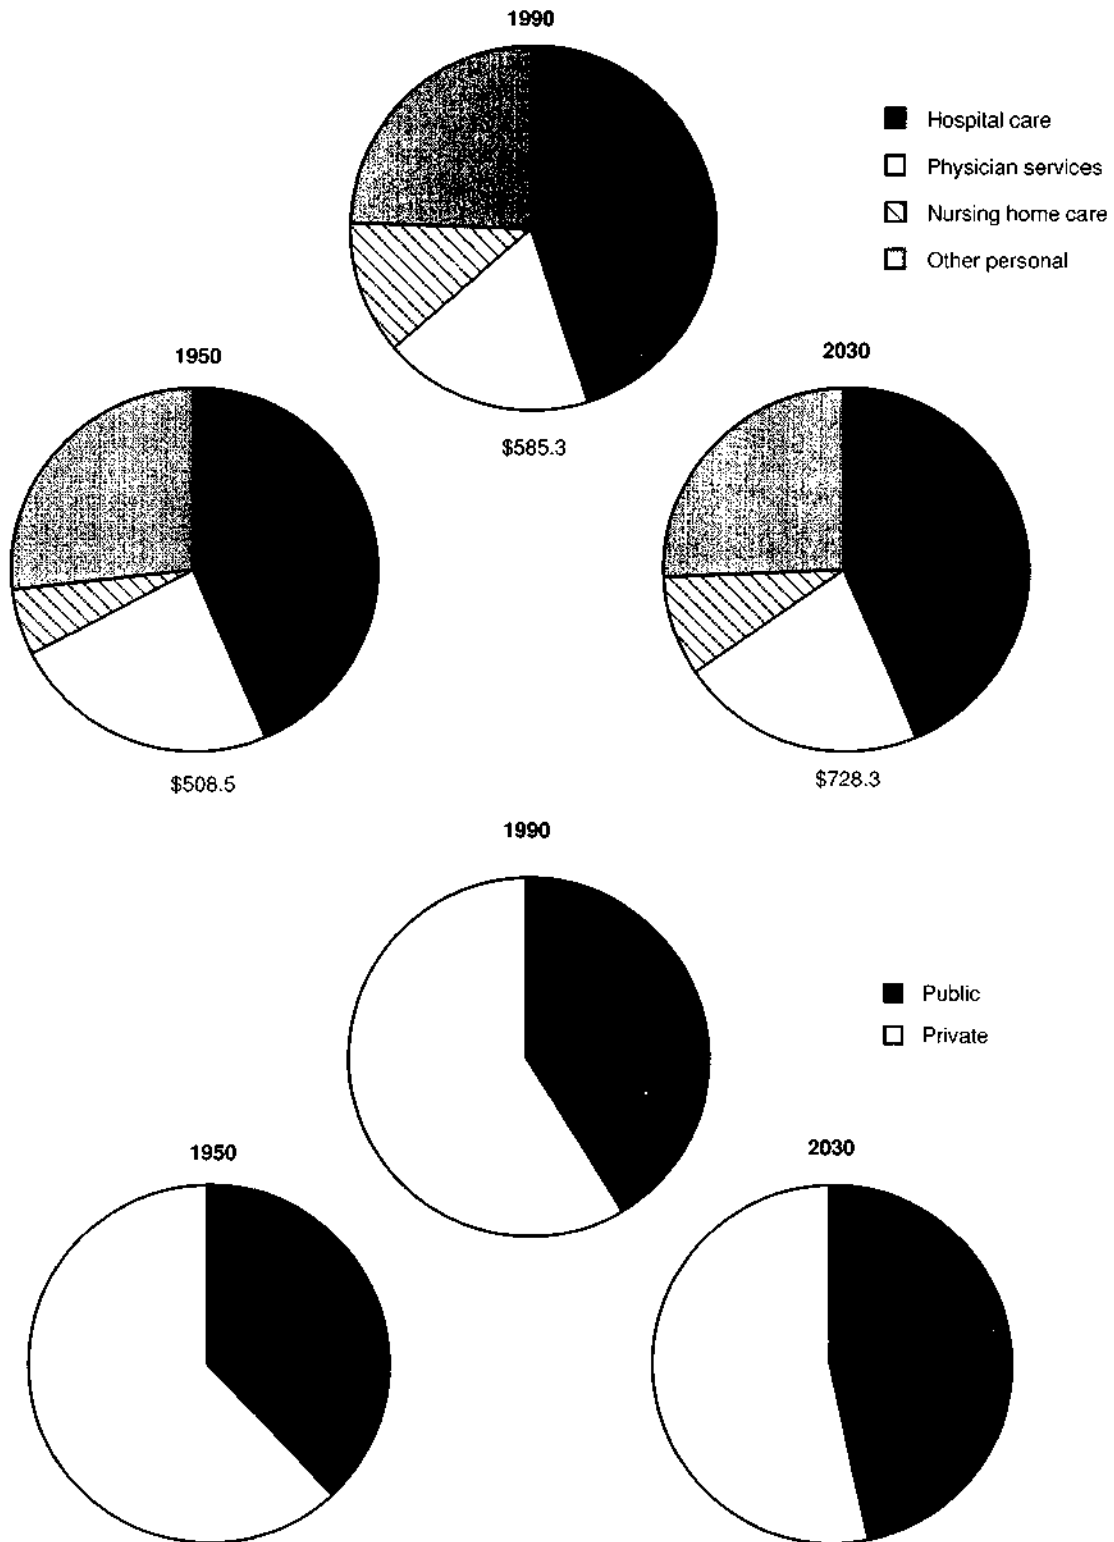 1990
Hospital care
Physician services
Nursing home care
Other personal
1950
2030
$585.3
$508.5
$728.3
1990
Public
Private
1950
2030